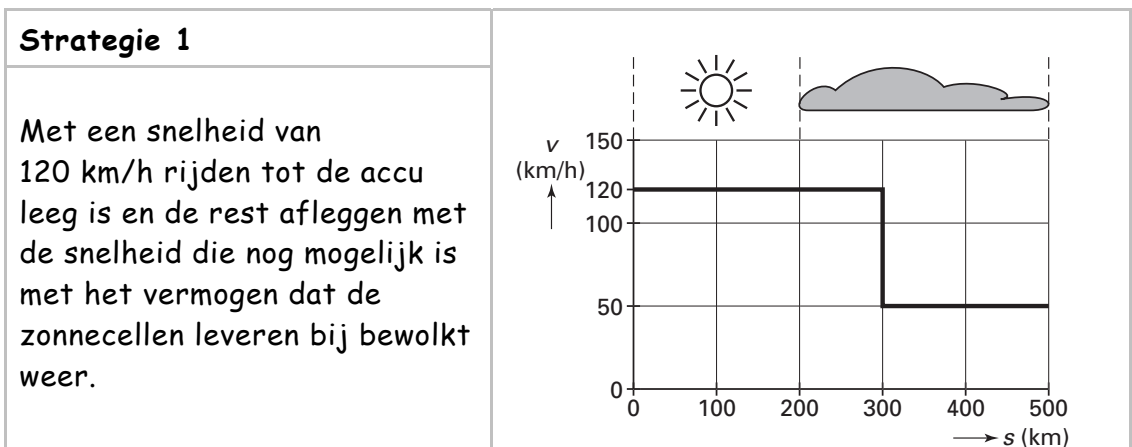 Strategie 1
Met een snelheid van
120 km/h rijden tot de accu
leeg is en de rest afleggen met
de snelheid die nog mogelijk is
met het vermogen dat de
zonnecellen leveren bij bewolkt
weer.
v
(km/h)
150
120
100
50
0
0 100 200 300 400 500
s (km)